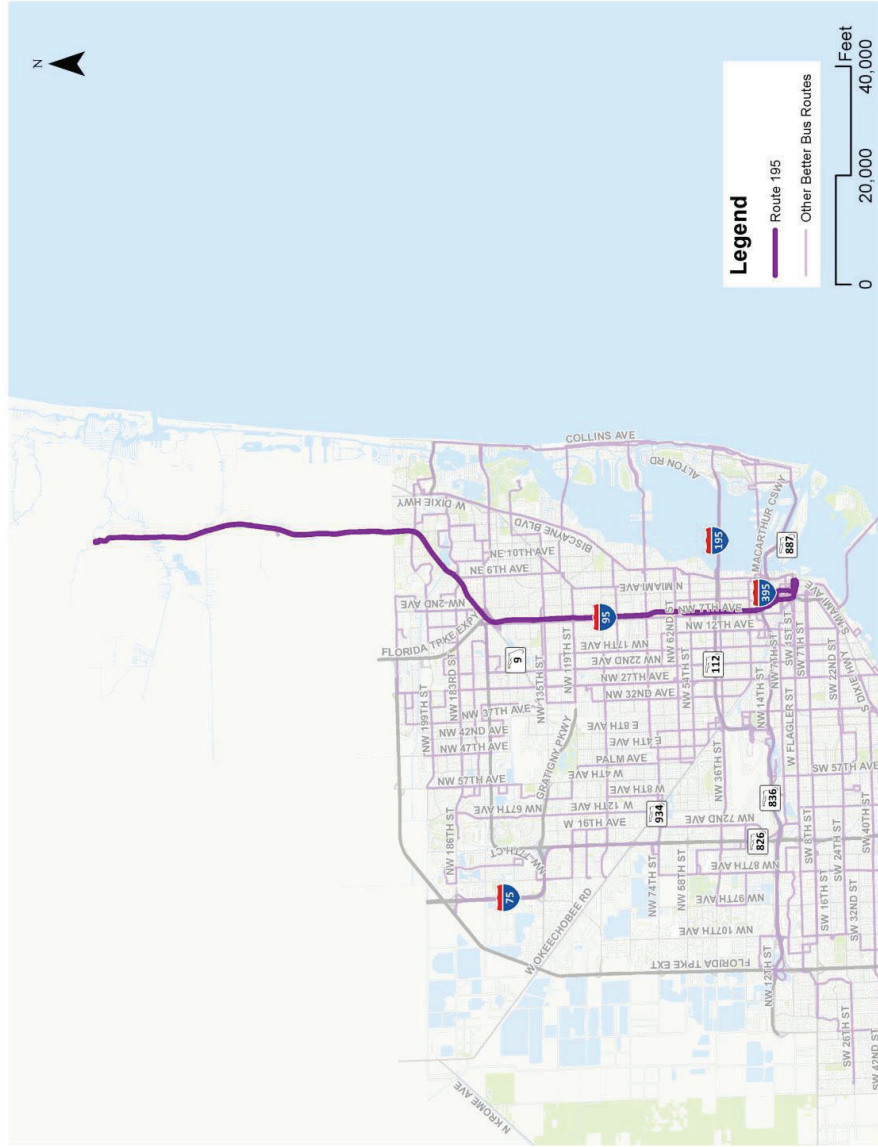 N
COLLINS AVE
W DIXIE HWY
ALTON RD
BISCAYNE BLVD
NE 10TH AVE
NE 6TH AVE
NW 2ND AVE
N MIAMI AVE
MACARTHUR CSWY
195
887
395
95
NW 7TH AVE
NW 12TH AVE
S MIAMI AVE
FLORIDA TPKE EXPY
9
NW 199TH ST
NW 183RD ST
NW 135TH ST
NW 119TH ST
NW 17TH AVE
NW 22ND AVE
NW 27TH AVE
NW 32ND AVE
NW 62ND ST
NW 54TH ST
112
NW 14TH ST
NW 7TH ST
SW 1ST ST
SW 7TH ST
W FLAGLER ST
SW 22ND ST
S DIXIE HWY
NW 37TH AVE
NW 42ND AVE
NW 47TH AVE
NW 57TH AVE
GRATIGNY PKWY
E 8TH AVE
E 4TH AVE
PALM AVE
W 4TH AVE
W 8TH AVE
W 12TH AVE
W 16TH AVE
NW 67TH AVE
NW 186TH ST
NW 77TH CT
934
NW 36TH ST
NW 72ND AVE
836
826
SW 57TH AVE
SW 8TH ST
SW 24TH ST
SW 40TH ST
75
W OKEECHOBEE RD
NW 74TH ST
NW 58TH ST
NW 87TH AVE
NW 97TH AVE
NW 107TH AVE
SW 16TH ST
SW 32ND ST
FLORIDA TPKE EXT
NW 12TH ST
SW 26TH ST
SW 42ND ST
N KROME AVE
Legend
Route 195
Other Better Bus Routes
0 20,000 40,000
Feet